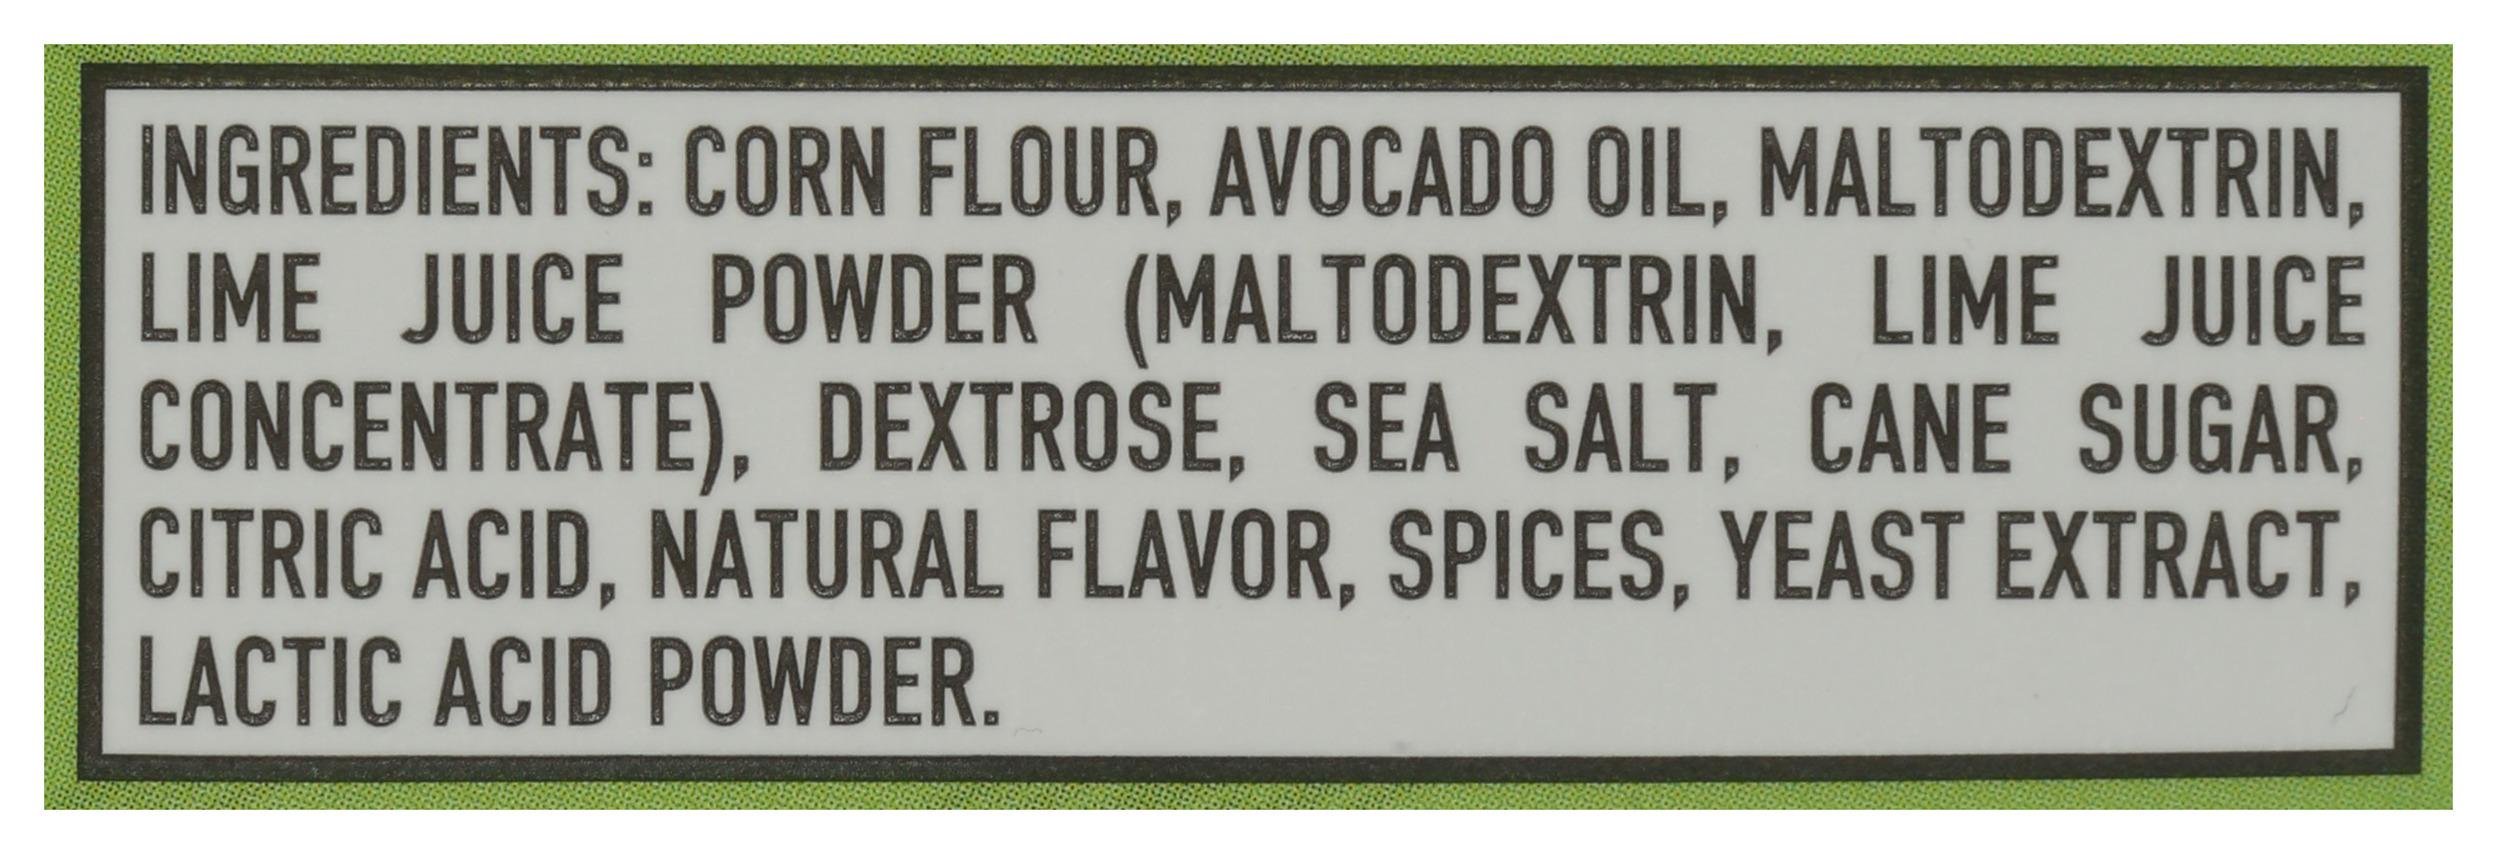 INGREDIENTS: CORN FLOUR, AVOCADO OIL, MALTODEXTRIN,
LIME JUICE POWDER (MALTODEXTRIN, LIME JUICE
CONCENTRATE), DEXTROSE, SEA SALT, CANE SUGAR,
CITRIC ACID, NATURAL FLAVOR, SPICES, YEAST EXTRACT,
LACTIC ACID POWDER.